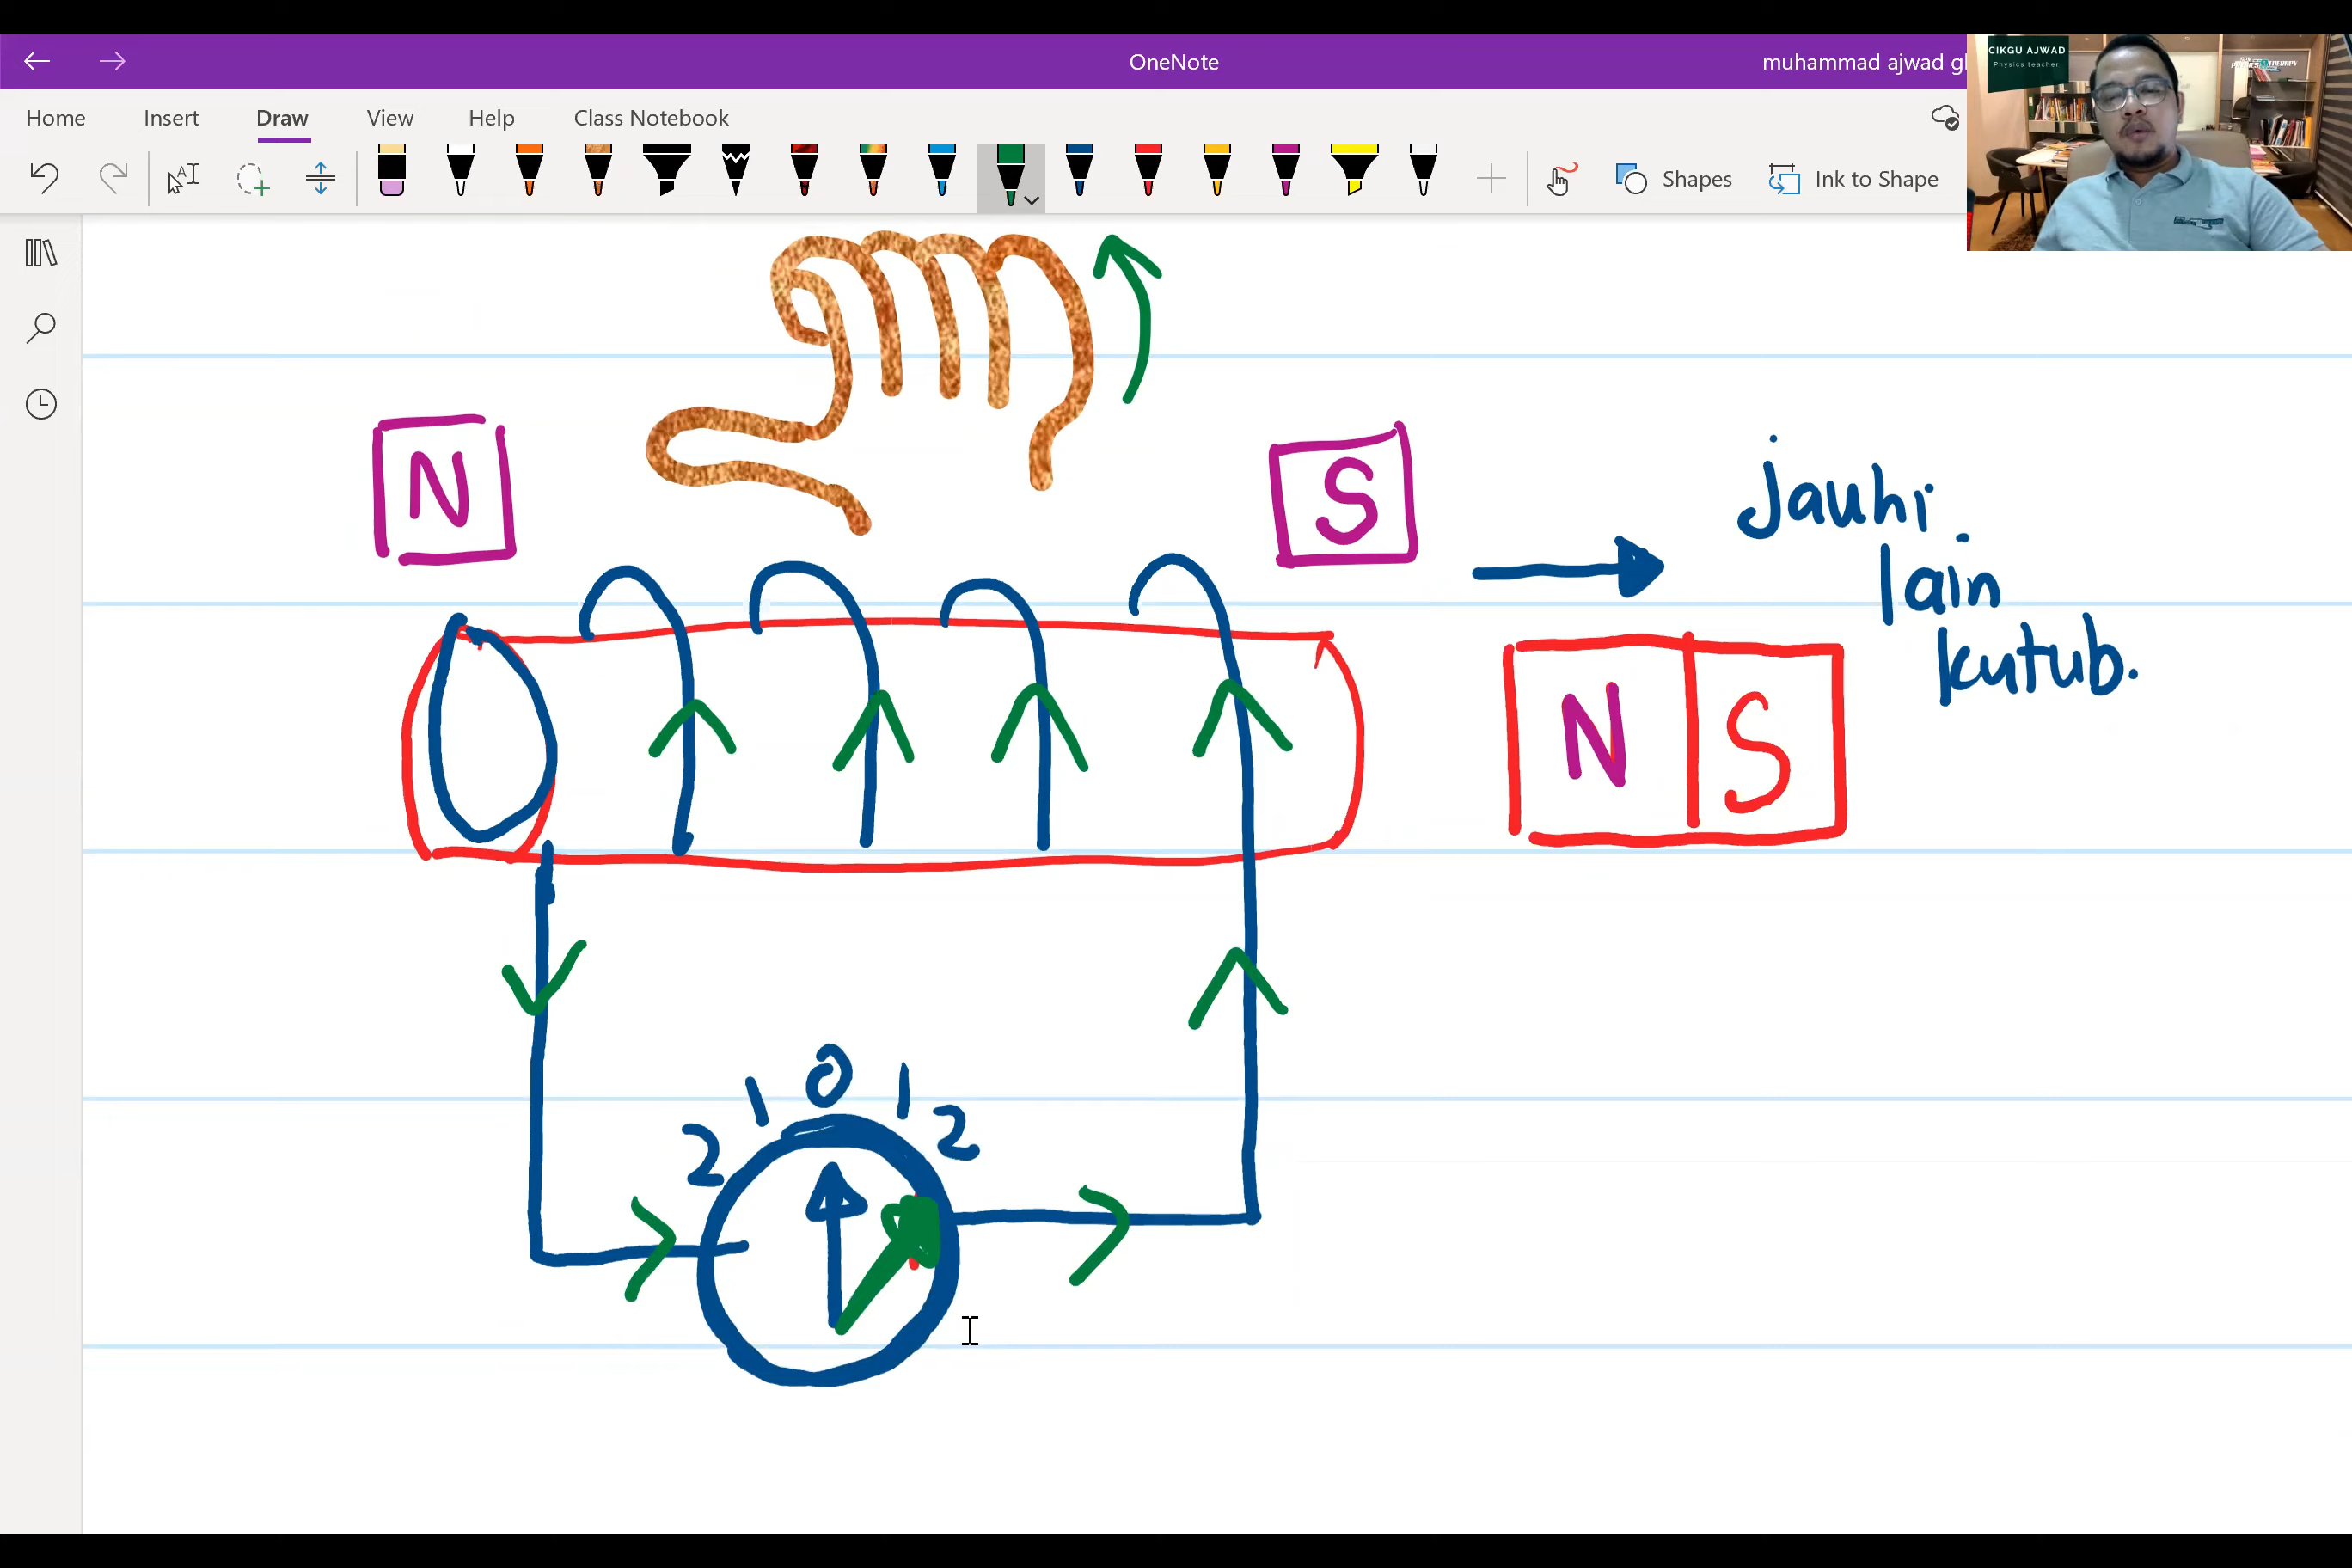 OneNote
muhammad ajwad gh
CIKGU AJWAD
Physics teacher
Home Insert Draw View Help Class Notebook
Shapes Ink to Shape
N
S
jauhi
lain
kutub.
N S
2 1 0 1 2